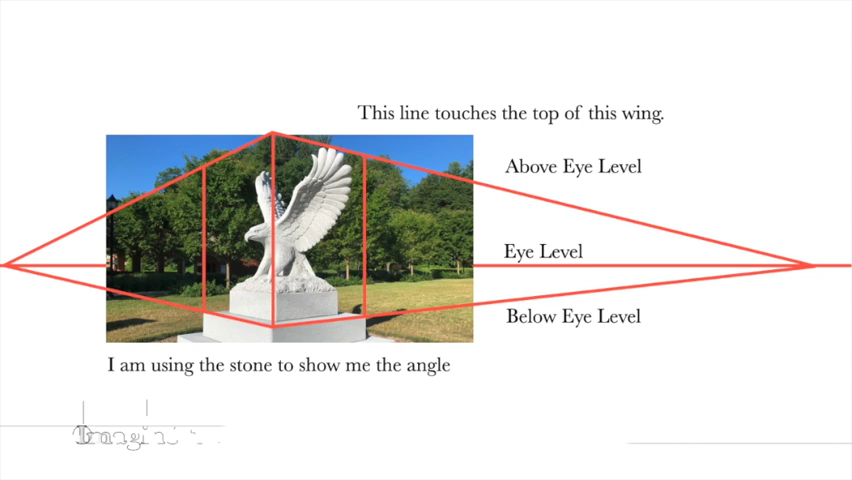 This line touches the top of this wing.
Above Eye Level
Eye Level
Below Eye Level
I am using the stone to show me the angle